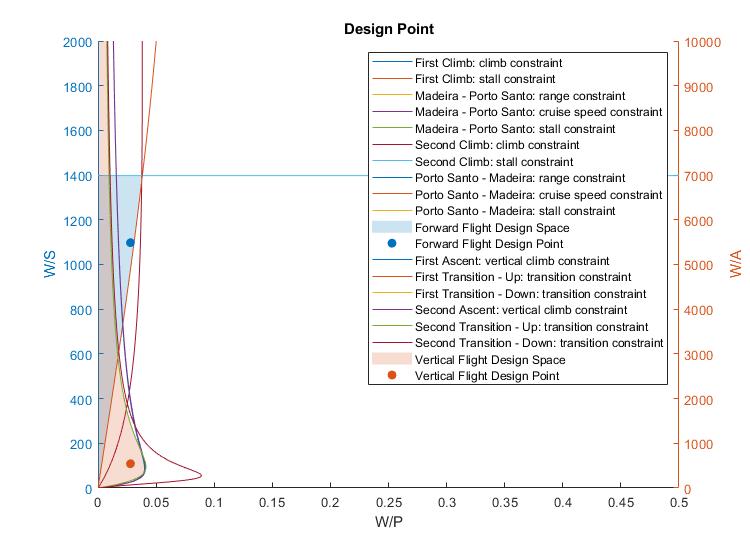 Design Point
2000
1800
1600
1400
1200
1000
800
600
400
200
0
W/S
10000
9000
8000
7000
6000
5000
4000
3000
2000
1000
0
W/A
First Climb: climb constraint
First Climb: stall constraint
Madeira - Porto Santo: range constraint
Madeira - Porto Santo: cruise speed constraint
Madeira - Porto Santo: stall constraint
Second Climb: climb constraint
Second Climb: stall constraint
Porto Santo - Madeira: range constraint
Porto Santo - Madeira: cruise speed constraint
Porto Santo - Madeira: stall constraint
Forward Flight Design Space
Forward Flight Design Point
First Ascent: vertical climb constraint
First Transition - Up: transition constraint
First Transition - Down: transition constraint
Second Ascent: vertical climb constraint
Second Transition - Up: transition constraint
Second Transition - Down: transition constraint
Vertical Flight Design Space
Vertical Flight Design Point
0 0.05 0.1 0.15 0.2 0.25 0.3 0.35 0.4 0.45 0.5
W/P